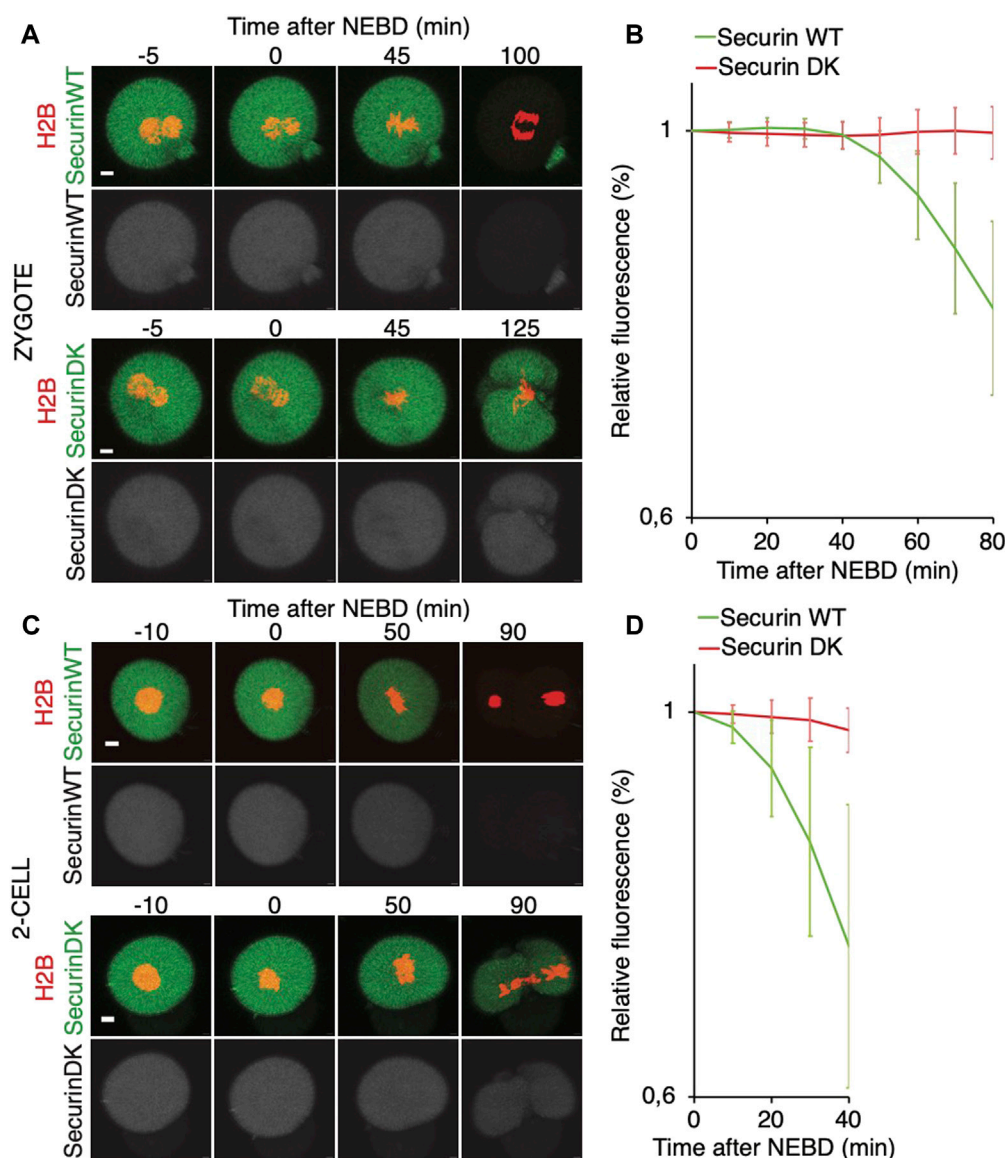 A
Time after NEBD (min)
-5 0 45 100
H2B SecurinWT
SecurinWT
ZYGOTE
-5 0 45 125
H2B SecurinDK
SecurinDK
B
Securin WT
Securin DK
Relative fluorescence (%)
1
0,6
0 20 40 60 80
Time after NEBD (min)
C
Time after NEBD (min)
-10 0 50 90
H2B SecurinWT
SecurinWT
2-CELL
-10 0 50 90
H2B SecurinDK
SecurinDK
D
Securin WT
Securin DK
Relative fluorescence (%)
1
0,6
0 20 40
Time after NEBD (min)